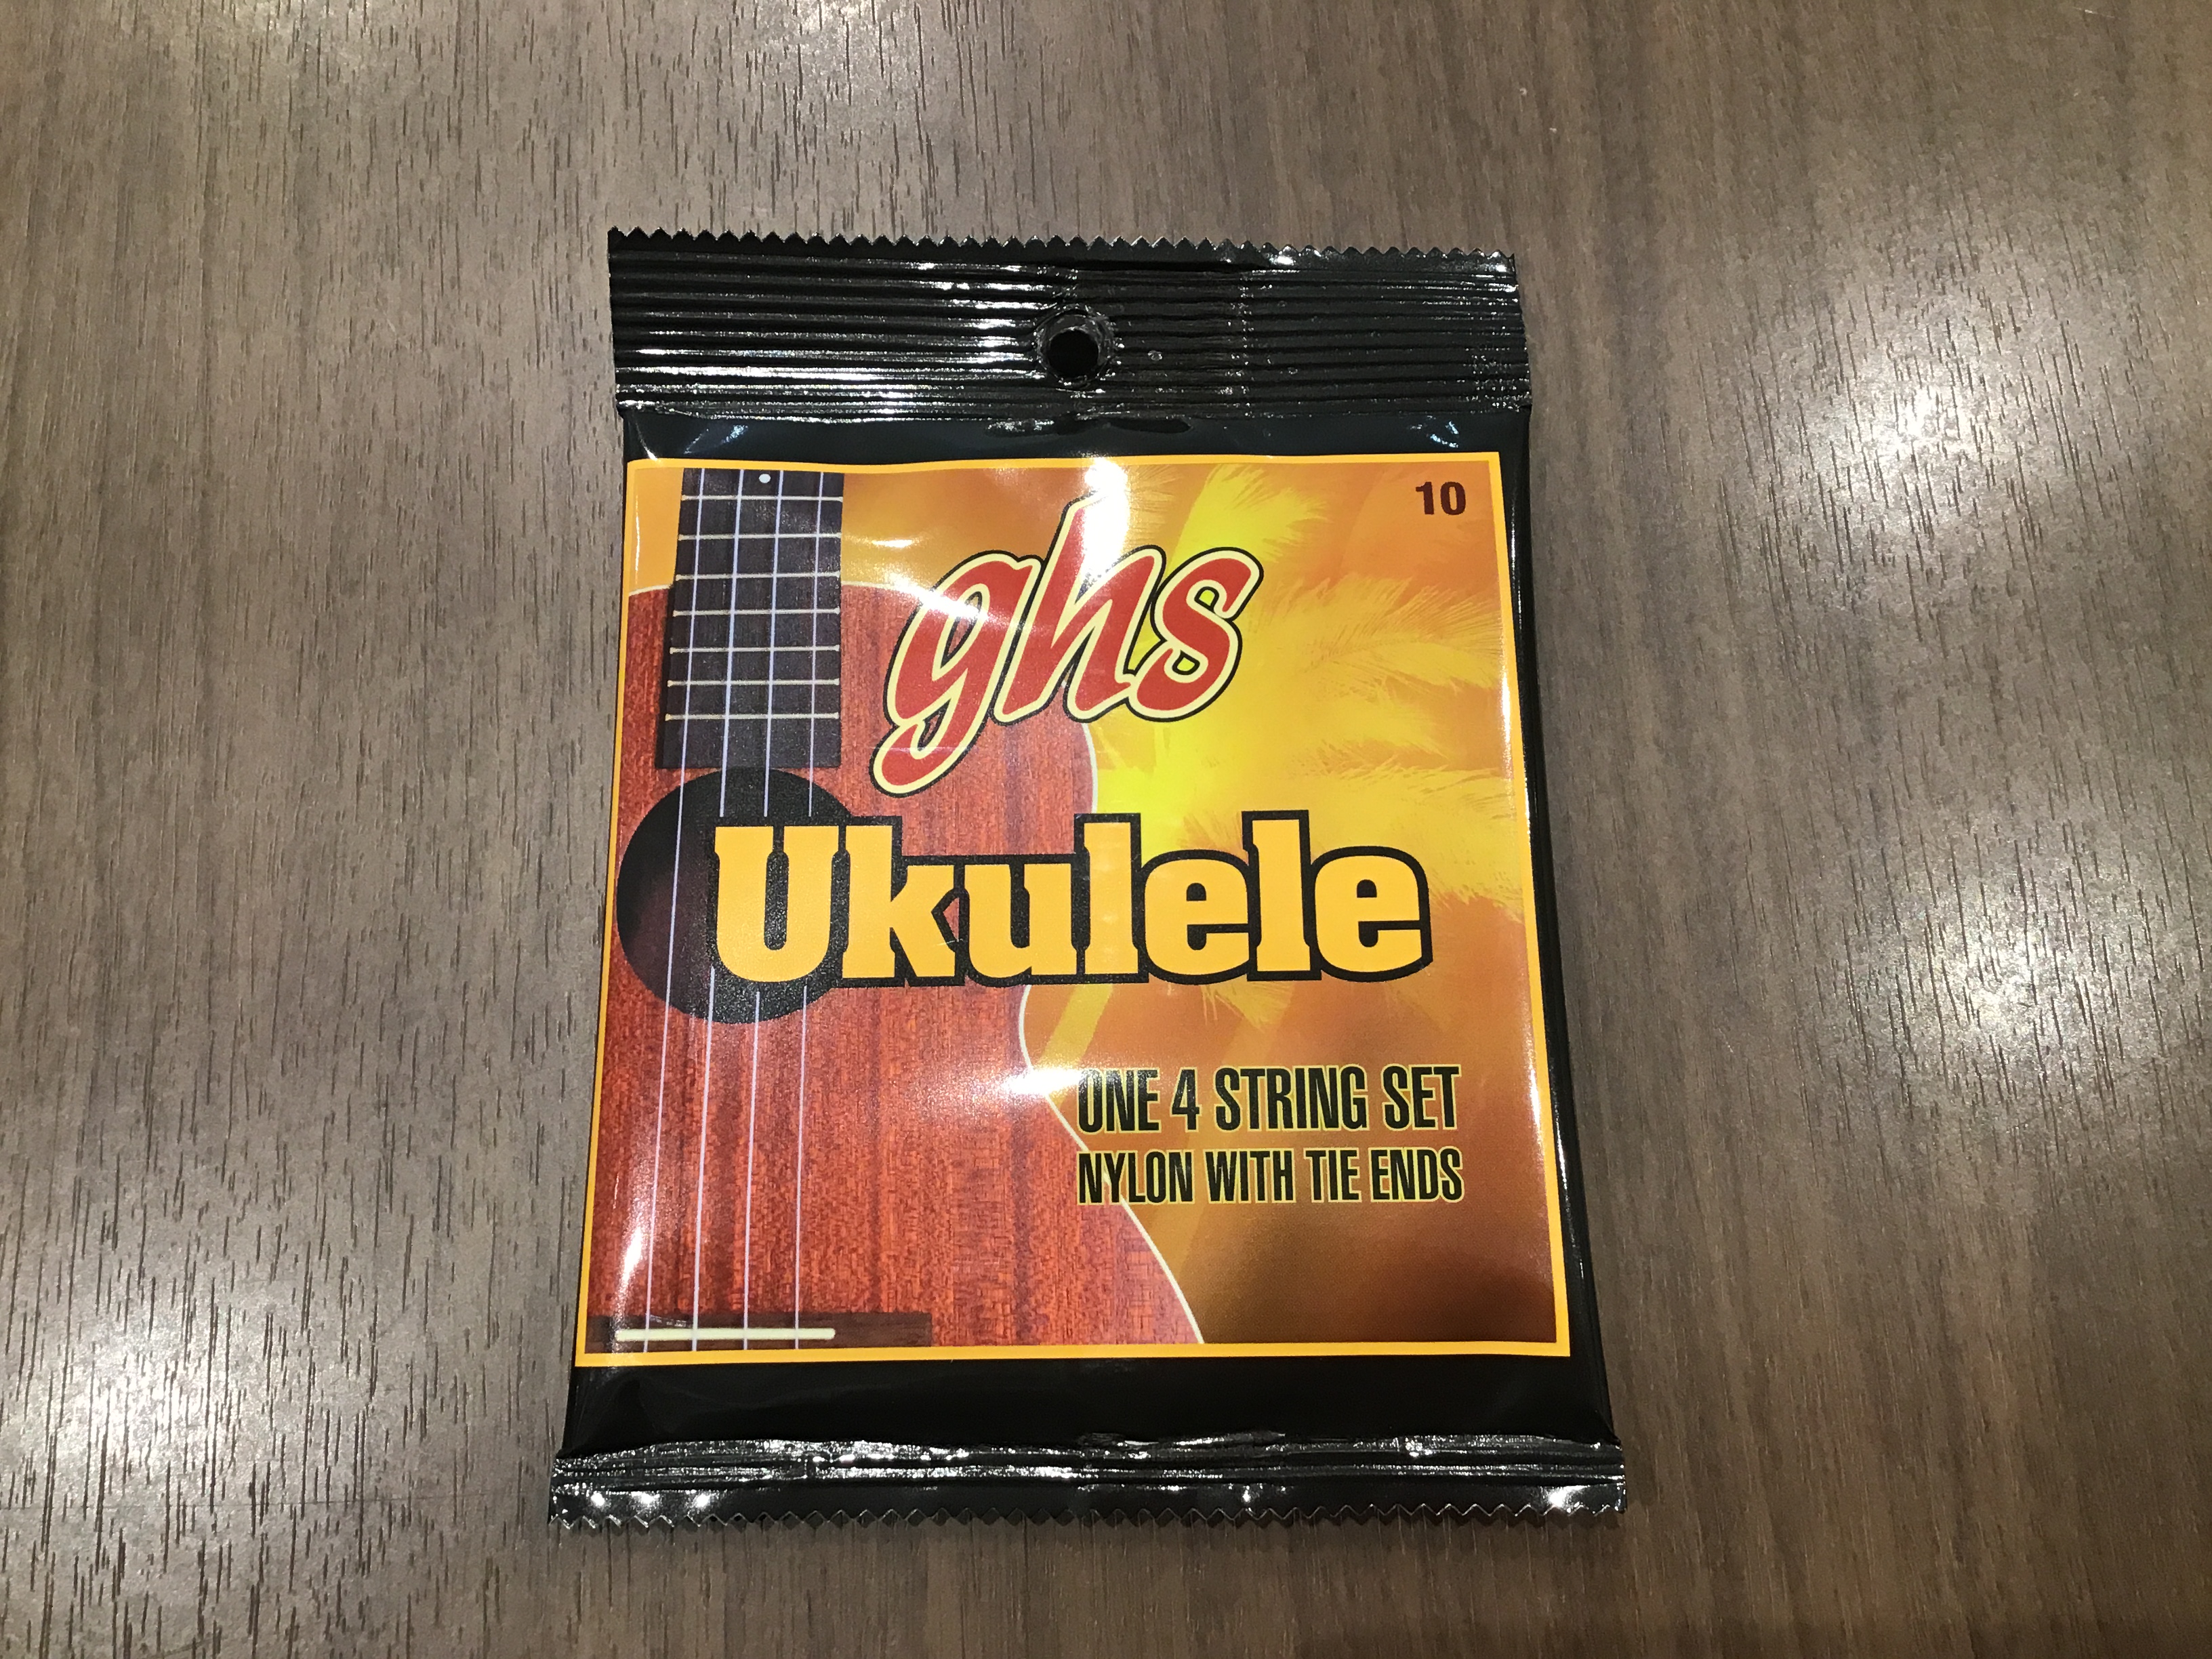 10
ghs
Ukulele
ONE 4 STRING SET
NYLON WITH TIE ENDS